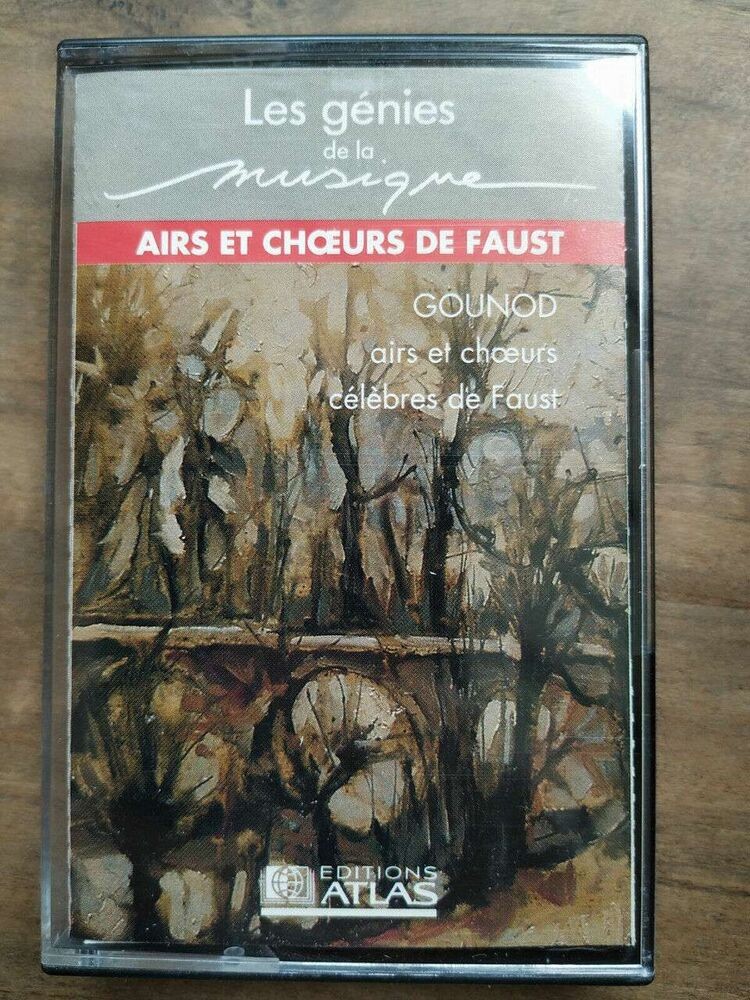 Les génies
de la
musique
AIRS ET CHŒURS DE FAUST
GOUNOD
airs et chœurs
célèbres de Faust
EDITIONS
ATLAS